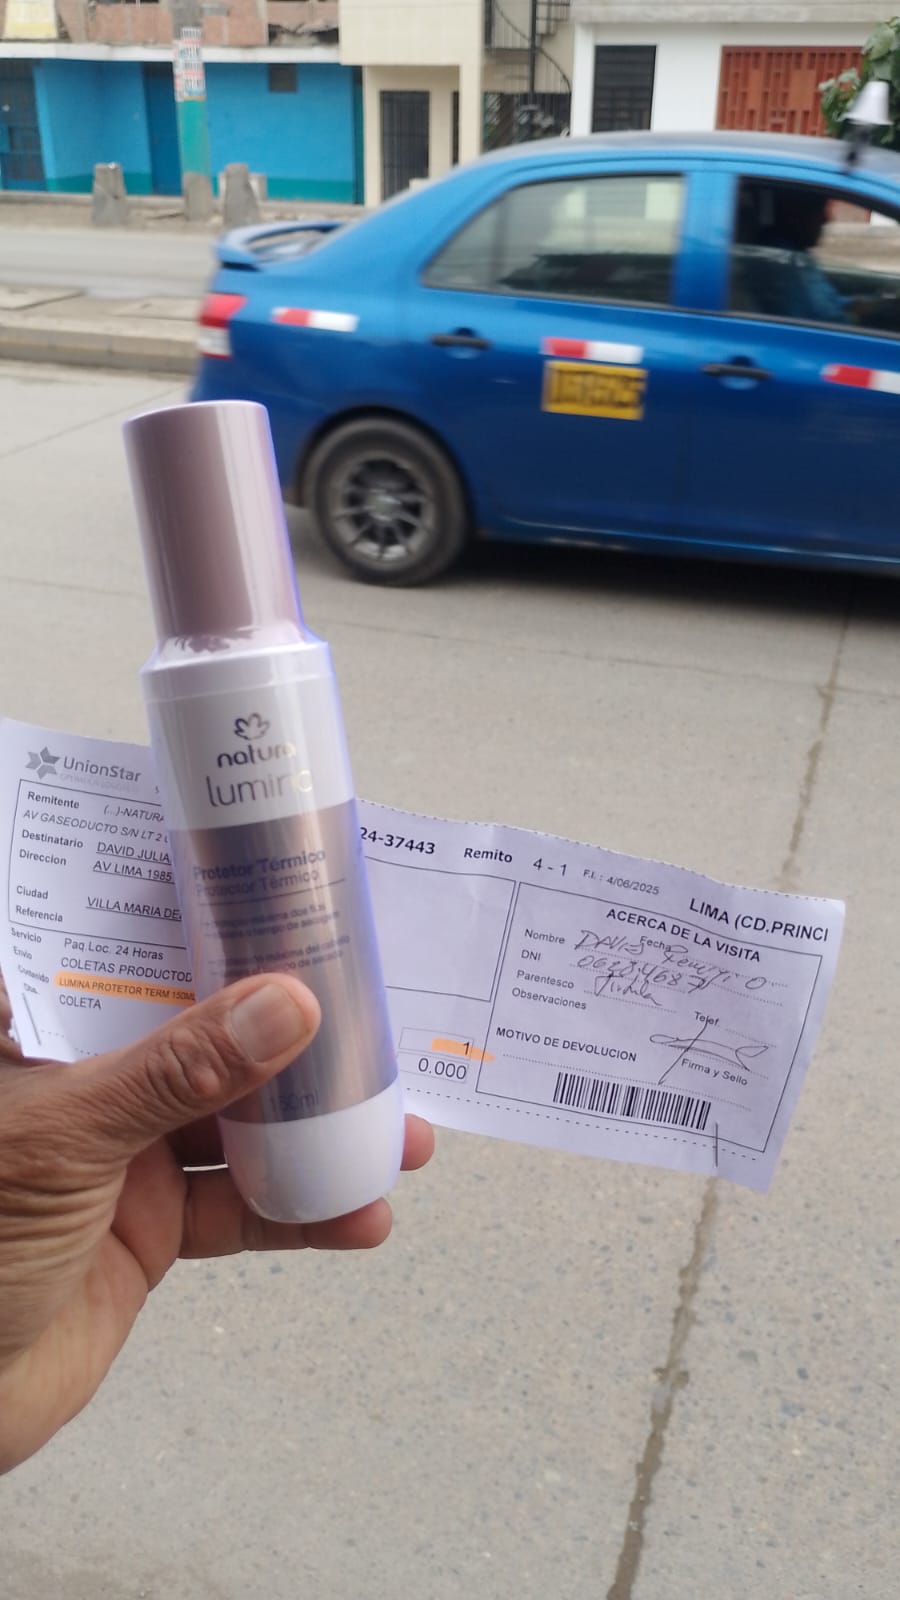 natura
lumina
Protetor Térmico
Protector Térmico
150ml
UnionStar
Remitente (...)-NATURA
AV GASEODUCTO S/N LT 2
Destinatario DAVID JULIA
Direccion AV LIMA 1985
Ciudad VILLA MARIA DE
Referencia
Servicio Paq.Loc. 24 Horas
Envio COLETAS PRODUCTOD
Contenido LUMINA PROTETOR TERM 150ML
COLETA
24-37443 Remito 4-1 F.I.: 4/06/2025
LIMA (CD.PRINCI
1
0.000
ACERCA DE LA VISITA
Nombre Fecha
DNI
Parentesco
Observaciones
Telef
MOTIVO DE DEVOLUCION
Firma y Sello